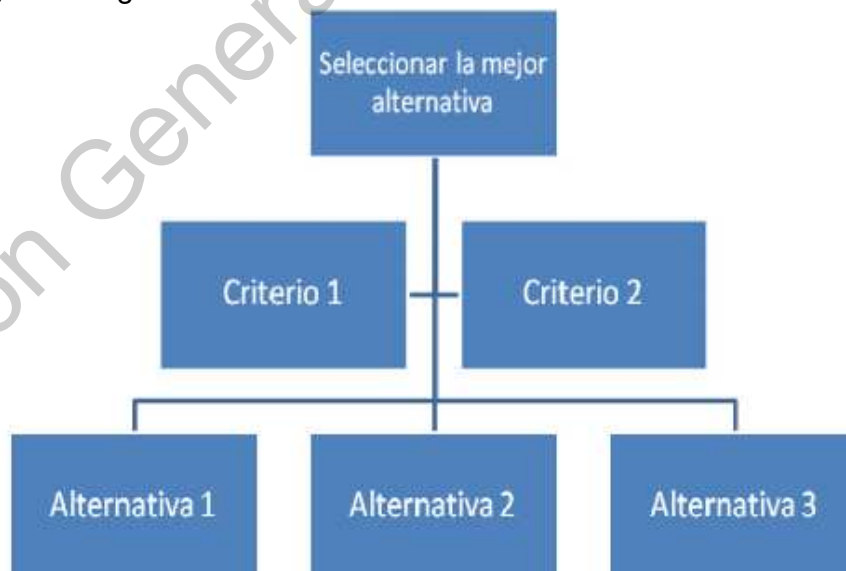 Seleccionar la mejor
alternativa
Criterio 1
Criterio 2
Alternativa 1
Alternativa 2
Alternativa 3